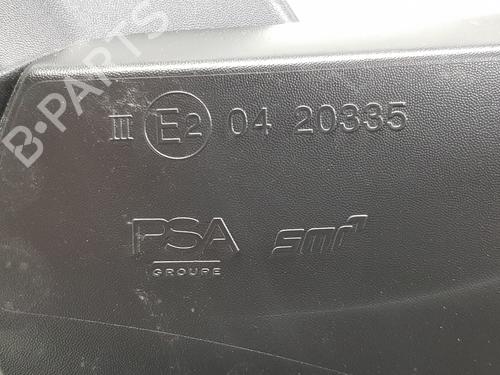 B-PARTS
III E2 04 20335
PSA smr
GROUPE